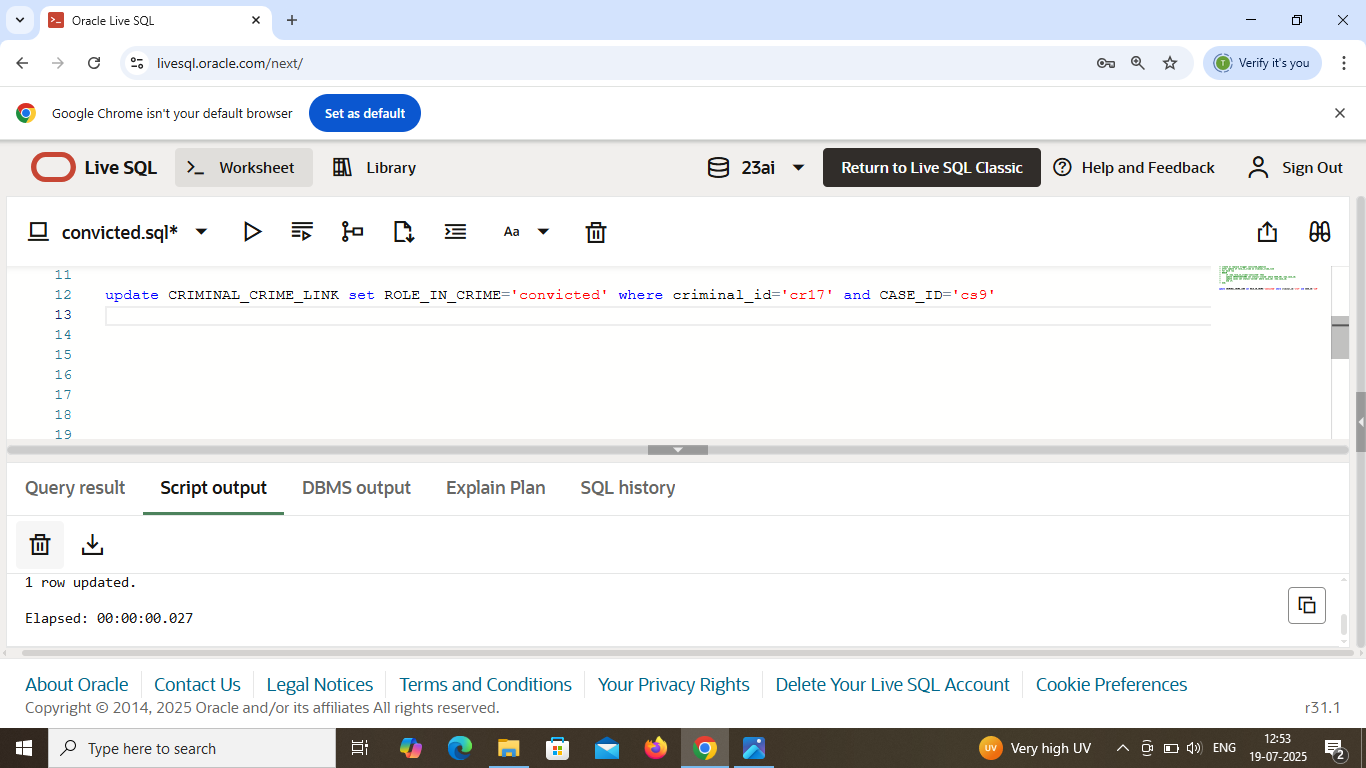 Oracle Live SQL
livesql.oracle.com/next/
T
Verify it's you
Google Chrome isn't your default browser
Set as default
Live SQL
Worksheet
Library
23ai
Return to Live SQL Classic
Help and Feedback
Sign Out
convicted.sql*
Aa
11
12 update CRIMINAL_CRIME_LINK set ROLE_IN_CRIME='convicted' where criminal_id='cr17' and CASE_ID='cs9'
13
14
15
16
17
18
19
Query result
Script output
DBMS output
Explain Plan
SQL history
1 row updated.
Elapsed: 00:00:00.027
About Oracle
Contact Us
Legal Notices
Terms and Conditions
Your Privacy Rights
Delete Your Live SQL Account
Cookie Preferences
Copyright © 2014, 2025 Oracle and/or its affiliates All rights reserved.
r31.1
Type here to search
UV
Very high UV
ENG
12:53
19-07-2025
2